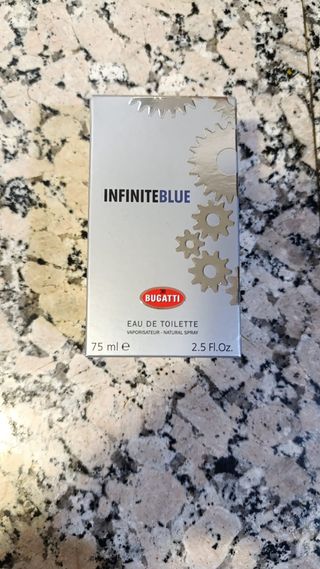 INFINITEBLUE
BUGATTI
EAU DE TOILETTE
VAPORISATEUR - NATURAL SPRAY
75 ml e 2.5 Fl.Oz.